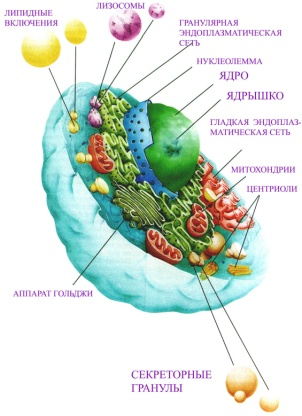 ЛИПИДНЫЕ
ВКЛЮЧЕНИЯ
ЛИЗОСОМЫ
ГРАНУЛЯРНАЯ
ЭНДОПЛАЗМАТИЧЕСКАЯ
СЕТЬ
НУКЛЕОЛЕММА
ЯДРО
ЯДРЫШКО
ГЛАДКАЯ ЭНДОПЛАЗ-
МАТИЧЕСКАЯ СЕТЬ
МИТОХОНДРИИ
ЦЕНТРИОЛИ
АППАРАТ ГОЛЬДЖИ
СЕКРЕТОРНЫЕ
ГРАНУЛЫ